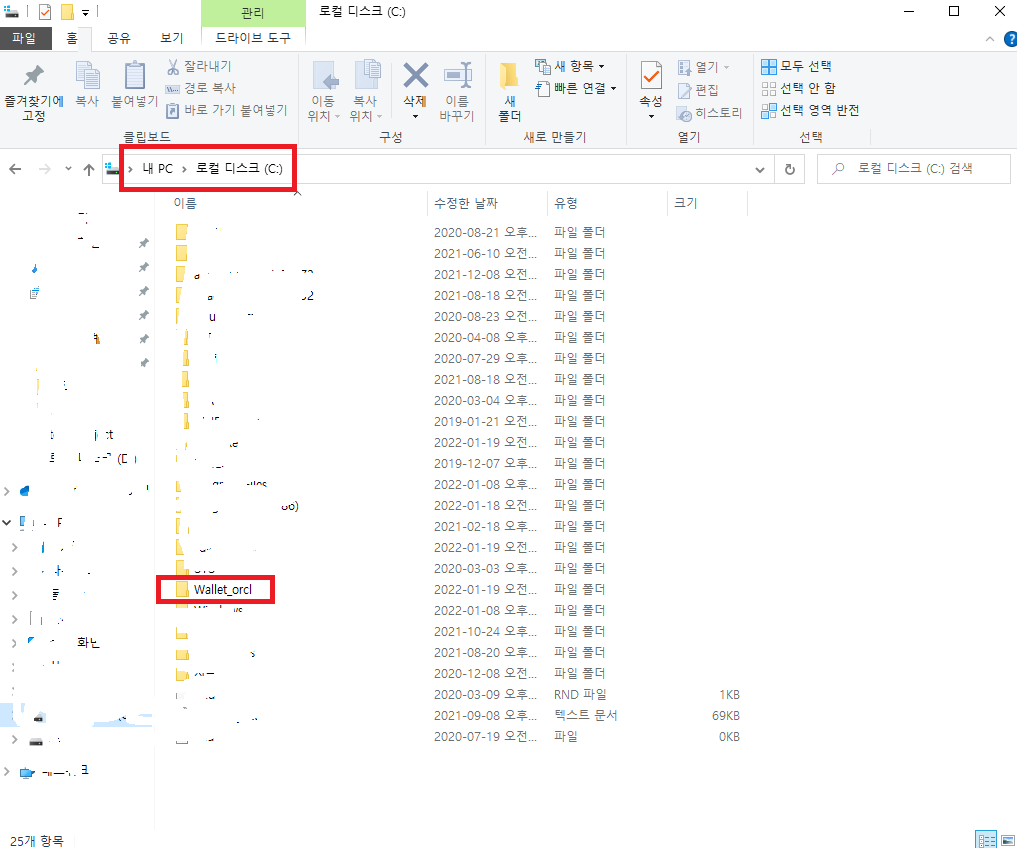 관리
로컬 디스크 (C:)
파일
홈
공유
보기
드라이브 도구
즐겨찾기에
고정
복사
붙여넣기
잘라내기
경로 복사
바로 가기 붙여넣기
클립보드
이동
위치
복사
위치
삭제
이름
바꾸기
구성
새
폴더
새 항목
빠른 연결
새로 만들기
속성
열기
편집
히스토리
열기
모두 선택
선택 안 함
선택 영역 반전
선택
내 PC › 로컬 디스크 (C:)
로컬 디스크 (C:) 검색
이름 수정한 날짜 유형 크기
2020-08-21 오후... 파일 폴더
2021-06-10 오전... 파일 폴더
2021-12-08 오전... 파일 폴더
2021-08-18 오전... 파일 폴더
2020-08-23 오전... 파일 폴더
2020-04-08 오후... 파일 폴더
2020-07-29 오전... 파일 폴더
2021-08-18 오전... 파일 폴더
2020-03-04 오후... 파일 폴더
2019-01-21 오전... 파일 폴더
2022-01-19 오전... 파일 폴더
2019-12-07 오후... 파일 폴더
2022-01-08 오후... 파일 폴더
2022-01-18 오전... 파일 폴더
2021-02-18 오후... 파일 폴더
2022-01-19 오전... 파일 폴더
2020-03-03 오전... 파일 폴더
Wallet_orcl 2022-01-19 오전... 파일 폴더
2022-01-08 오후... 파일 폴더
2021-10-24 오후... 파일 폴더
2021-08-20 오후... 파일 폴더
2020-12-08 오전... 파일 폴더
2020-03-09 오후... RND 파일 1KB
2021-09-08 오후... 텍스트 문서 69KB
2020-07-19 오전... 파일 0KB
25개 항목